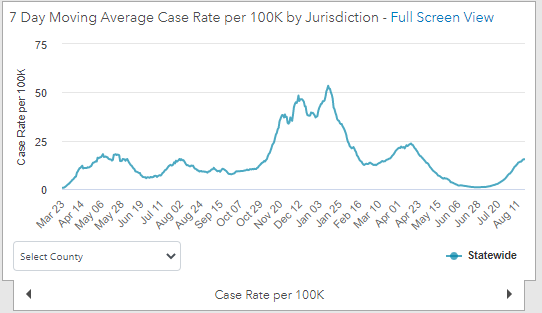 7 Day Moving Average Case Rate per 100K by Jurisdiction - Full Screen View
75
50
25
0
Case Rate per 100K
Mar 23
Apr 14
May 06
May 28
Jun 19
Jul 11
Aug 02
Aug 24
Sep 15
Oct 07
Oct 29
Nov 20
Dec 12
Jan 03
Jan 25
Feb 16
Mar 10
Apr 01
Apr 23
May 15
Jun 06
Jun 28
Jul 20
Aug 11
Select County
Statewide
Case Rate per 100K